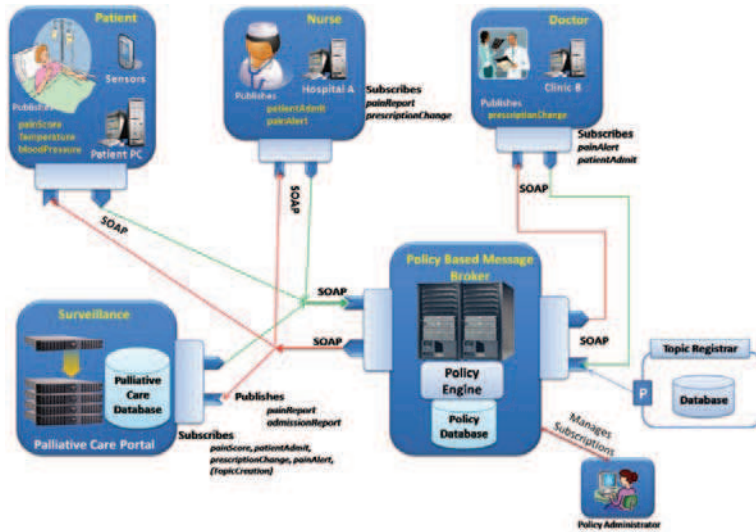 Patient
Sensors
Publishes
painScore
Temperature
bloodPressure
Patient PC
Nurse
Hospital A
Publishes
patientAdmit
painAlert
Subscribes
painReport
prescriptionChange
Doctor
Clinic B
Publishes
prescriptionChange
Subscribes
painAlert
patientAdmit
SOAP
SOAP
SOAP
SOAP
SOAP
Policy Based Message
Broker
Policy
Engine
Policy
Database
Surveillance
Palliative
Care
Database
Palliative Care Portal
Publishes
painReport
admissionReport
Subscribes
painScore, patientAdmit,
prescriptionChange, painAlert,
(TopicCreation)
Topic Registrar
P
Database
Manages
Subscriptions
Policy Administrator